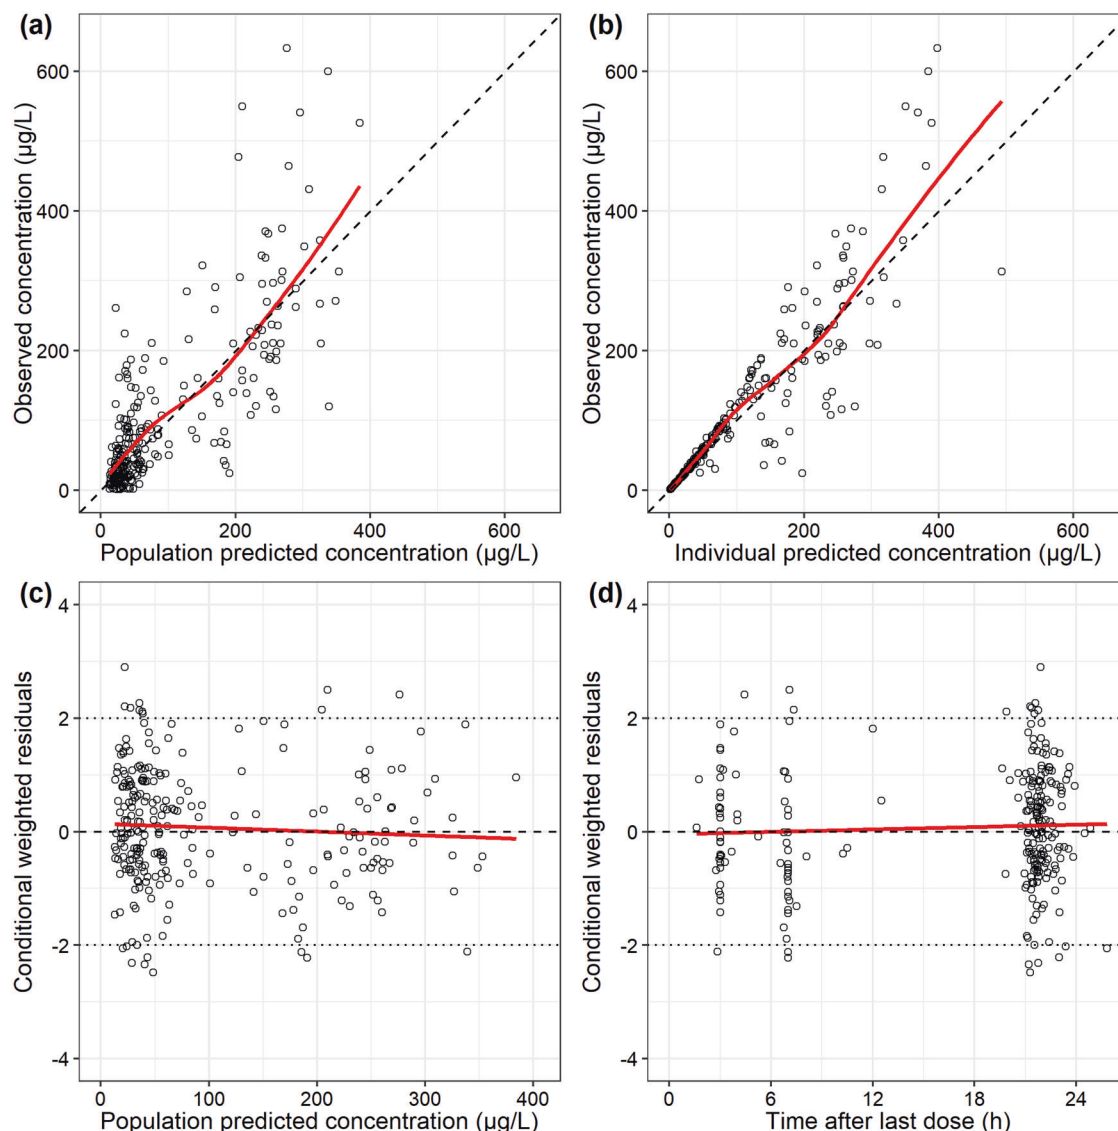 (a)
600
400
200
0
Observed concentration (µg/L)
0 200 400 600
Population predicted concentration (µg/L)
(b)
600
400
200
0
Observed concentration (µg/L)
0 200 400 600
Individual predicted concentration (µg/L)
(c)
4
2
0
-2
-4
Conditional weighted residuals
0 100 200 300 400
Population predicted concentration (µg/L)
(d)
4
2
0
-2
-4
Conditional weighted residuals
0 6 12 18 24
Time after last dose (h)